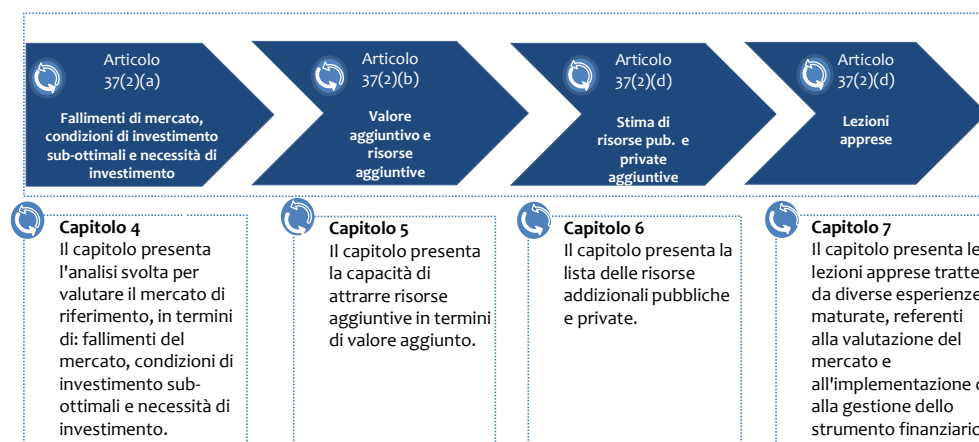 Articolo
37(2)(a)
Fallimenti di mercato,
condizioni di investimento
sub-ottimali e necessità di
investimento
Articolo
37(2)(b)
Valore
aggiuntivo e
risorse
aggiuntive
Articolo
37(2)(d)
Stima di
risorse pub. e
private
aggiuntive
Articolo
37(2)(d)
Lezioni
apprese
Capitolo 4
Il capitolo presenta
l'analisi svolta per
valutare il mercato di
riferimento, in termini
di: fallimenti del
mercato, condizioni di
investimento sub-
ottimali e necessità di
investimento.
Capitolo 5
Il capitolo presenta
la capacità di
attrarre risorse
aggiuntive in termini
di valore aggiunto.
Capitolo 6
Il capitolo presenta la
lista delle risorse
addizionali pubbliche
e private.
Capitolo 7
Il capitolo presenta le
lezioni apprese tratte
da diverse esperienze
maturate, referenti
alla valutazione del
mercato e
all'implementazione
alla gestione dello
strumento finanziario